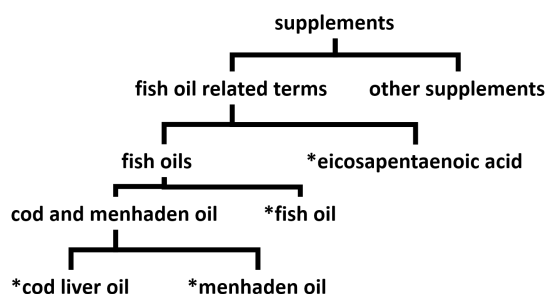 supplements
fish oil related terms other supplements
fish oils *eicosapentaenoic acid
cod and menhaden oil *fish oil
*cod liver oil *menhaden oil